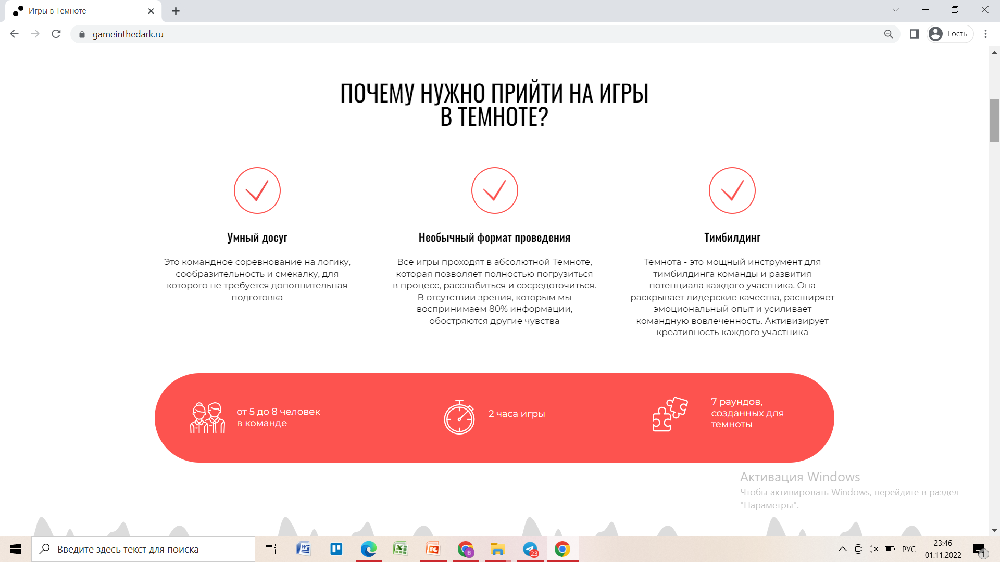 Игры в Темноте
gameinthedark.ru
Гость
ПОЧЕМУ НУЖНО ПРИЙТИ НА ИГРЫ
В ТЕМНОТЕ?
Умный досуг
Это командное соревнование на логику,
сообразительность и смекалку, для
которого не требуется дополнительная
подготовка
Необычный формат проведения
Все игры проходят в абсолютной Темноте,
которая позволяет полностью погрузиться
в процесс, расслабиться и сосредоточиться.
В отсутствии зрения, которым мы
воспринимаем 80% информации,
обостряются другие чувства
Тимбилдинг
Темнота - это мощный инструмент для
тимбилдинга команды и развития
потенциала каждого участника. Она
раскрывает лидерские качества, расширяет
эмоциональный опыт и усиливает
командную вовлеченность. Активизирует
креативность каждого участника
от 5 до 8 человек
в команде
2 часа игры
7 раундов,
созданных для
темноты
Активация Windows
Чтобы активировать Windows, перейдите в раздел
"Параметры".
Введите здесь текст для поиска
В
23
РУС
23:46
01.11.2022
1